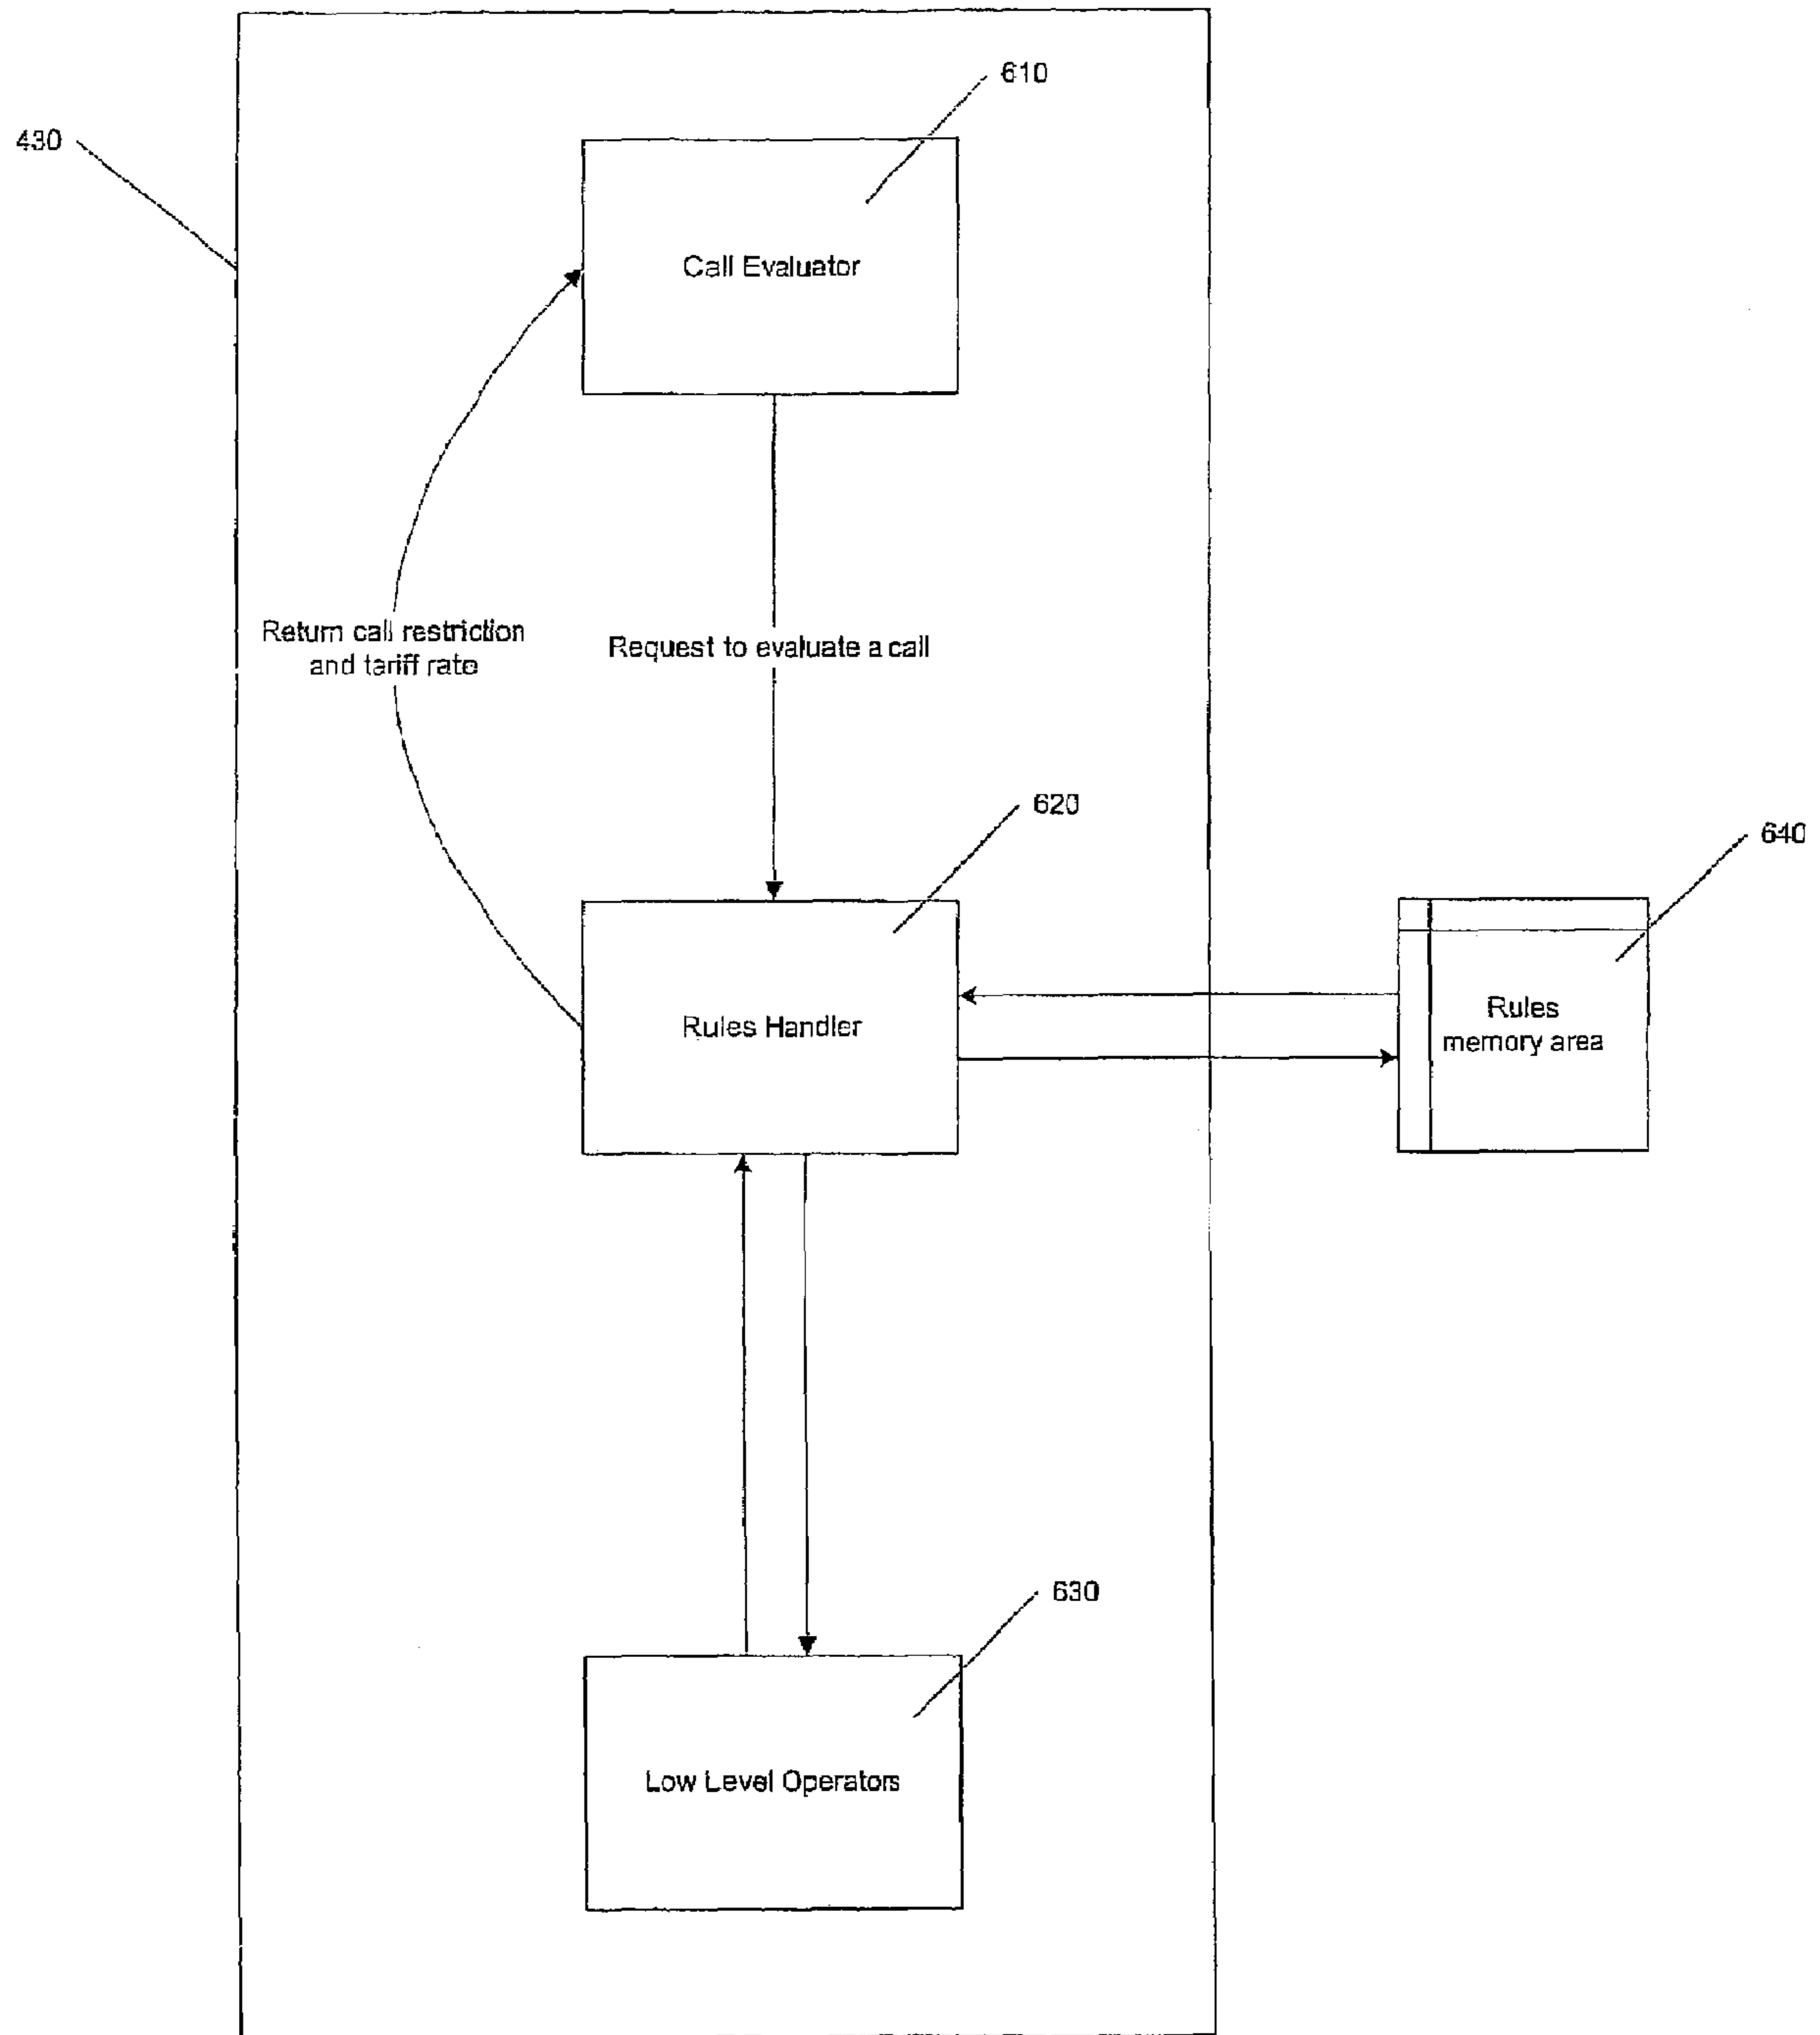 610
430
Call Evaluator
Return call restriction
and tariff rate
Request to evaluate a call
620
640
Rules Handler
Rules
memory area
630
Low Level Operators